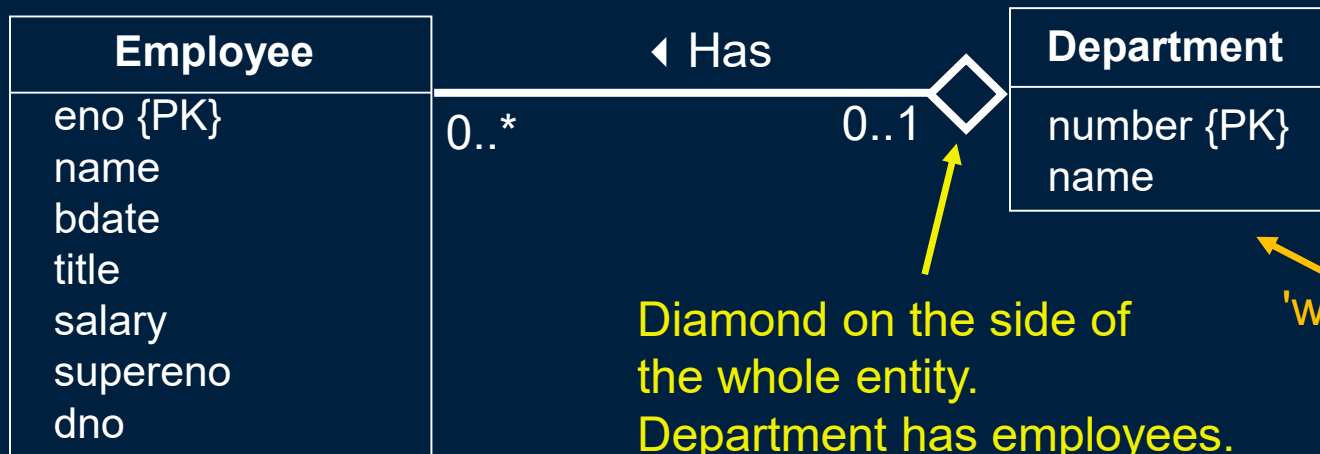 Employee
eno {PK}
name
bdate
title
salary
supereno
dno
Has
0..*
0..1
Department
number {PK}
name
Diamond on the side of
the whole entity.
Department has employees.
'w